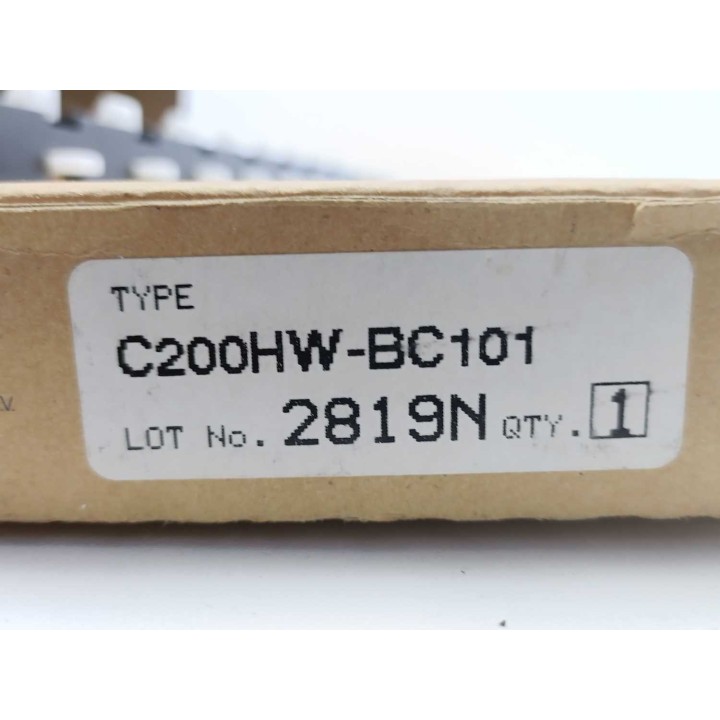 TYPE
C200HW-BC101
LOT No. 2819N QTY. 1
V.